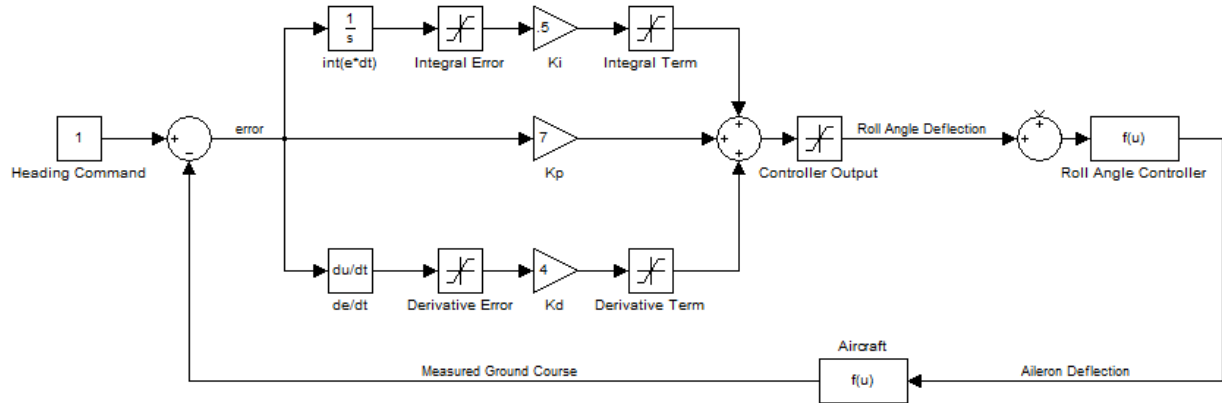 1
s
int(e*dt)
Integral Error
.5
Ki
Integral Term
1
Heading Command
+
−
error
7
Kp
+
+
+
Controller Output
Roll Angle Deflection
+
+
f(u)
Roll Angle Controller
du/dt
de/dt
Derivative Error
4
Kd
Derivative Term
Measured Ground Course
Aircraft
f(u)
Aileron Deflection